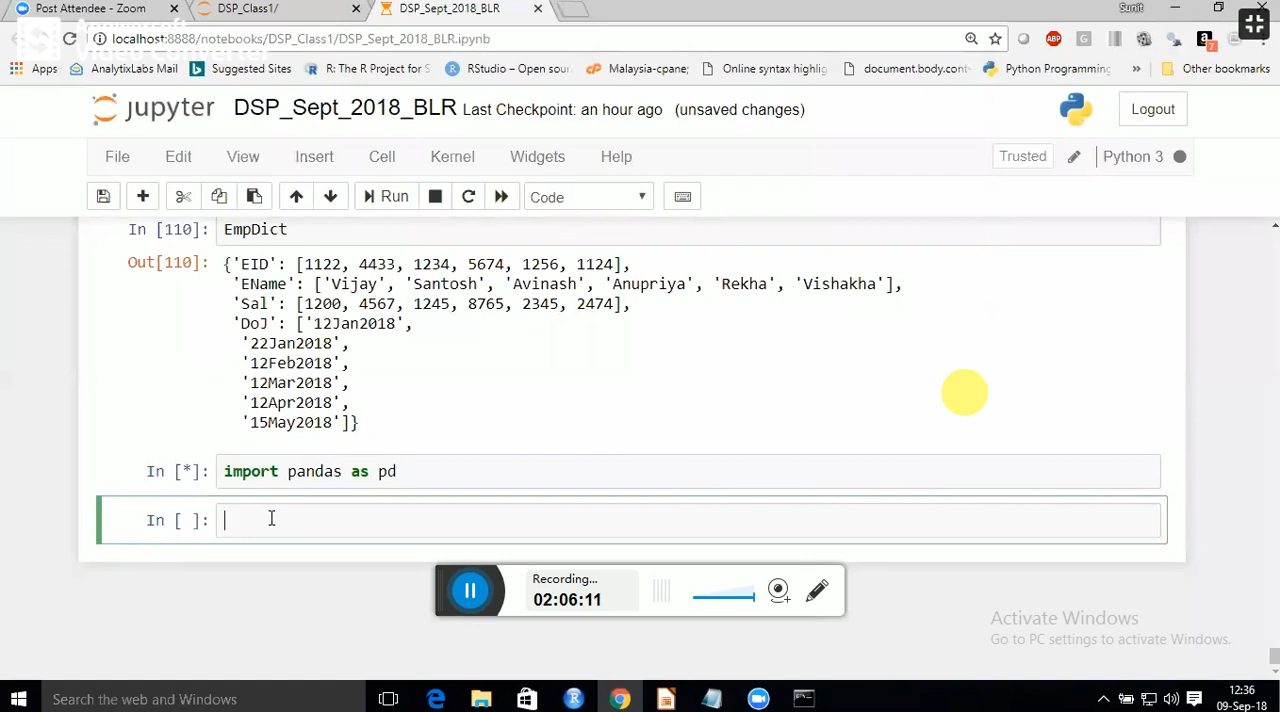 Post Attendee - Zoom
DSP_Class1/
DSP_Sept_2018_BLR
Sunit
localhost:8888/notebooks/DSP_Class1/DSP_Sept_2018_BLR.ipynb
ABP
7
Apps
AnalytixLabs Mail
Suggested Sites
R: The R Project for S
RStudio – Open sour
Malaysia-cpane;
Online syntax highlig
document.body.cont
Python Programming
Other bookmarks
jupyter DSP_Sept_2018_BLR Last Checkpoint: an hour ago (unsaved changes)
Logout
File Edit View Insert Cell Kernel Widgets Help
Trusted
Python 3
Run
Code
In [110]: EmpDict
Out[110]: {'EID': [1122, 4433, 1234, 5674, 1256, 1124],
'EName': ['Vijay', 'Santosh', 'Avinash', 'Anupriya', 'Rekha', 'Vishakha'],
'Sal': [1200, 4567, 1245, 8765, 2345, 2474],
'DoJ': ['12Jan2018',
'22Jan2018',
'12Feb2018',
'12Mar2018',
'12Apr2018',
'15May2018']}
In [*]: import pandas as pd
In [ ]:
Recording...
02:06:11
Activate Windows
Go to PC settings to activate Windows.
Search the web and Windows
12:36
09-Sep-18